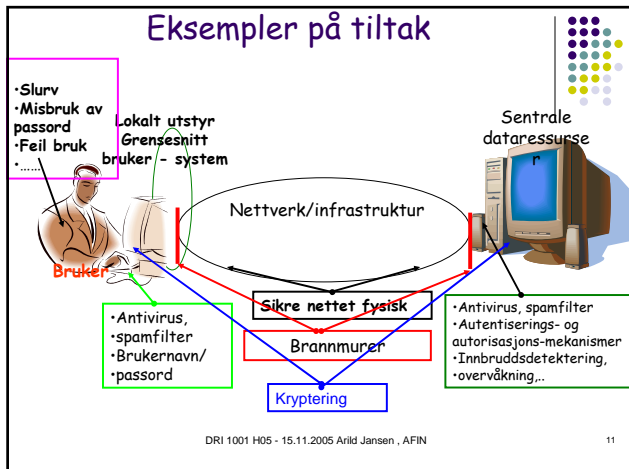 Eksempler på tiltak
•Slurv
•Misbruk av
passord
•Feil bruk
•……
Lokalt utstyr
Grensesnitt
bruker - system
Sentrale
dataressurse
r
Nettverk/infrastruktur
Bruker
Sikre nettet fysisk
•Antivirus,
•spamfilter
•Brukernavn/
•passord
Brannmurer
•Antivirus, spamfilter
•Autentiserings- og
autorisasjons-mekanismer
•Innbruddsdetektering,
•overvåkning,..
Kryptering
DRI 1001 H05 - 15.11.2005 Arild Jansen , AFIN
11